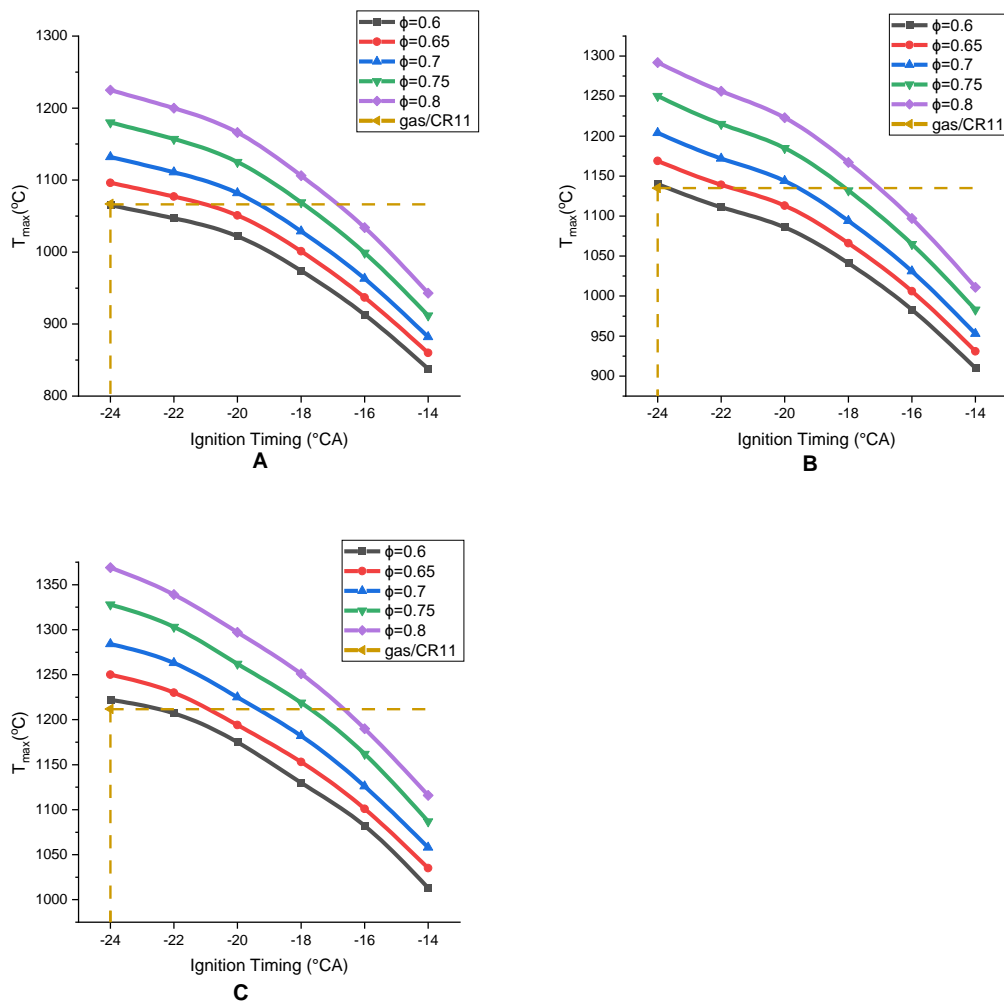 1300
1200
1100
1000
900
800
T_max(°C)
ϕ=0.6
ϕ=0.65
ϕ=0.7
ϕ=0.75
ϕ=0.8
gas/CR11
-24 -22 -20 -18 -16 -14
Ignition Timing (°CA)
A
1300
1250
1200
1150
1100
1050
1000
950
900
T_max(°C)
ϕ=0.6
ϕ=0.65
ϕ=0.7
ϕ=0.75
ϕ=0.8
gas/CR11
-24 -22 -20 -18 -16 -14
Ignition Timing (°CA)
B
1350
1300
1250
1200
1150
1100
1050
1000
T_max(°C)
ϕ=0.6
ϕ=0.65
ϕ=0.7
ϕ=0.75
ϕ=0.8
gas/CR11
-24 -22 -20 -18 -16 -14
Ignition Timing (°CA)
C